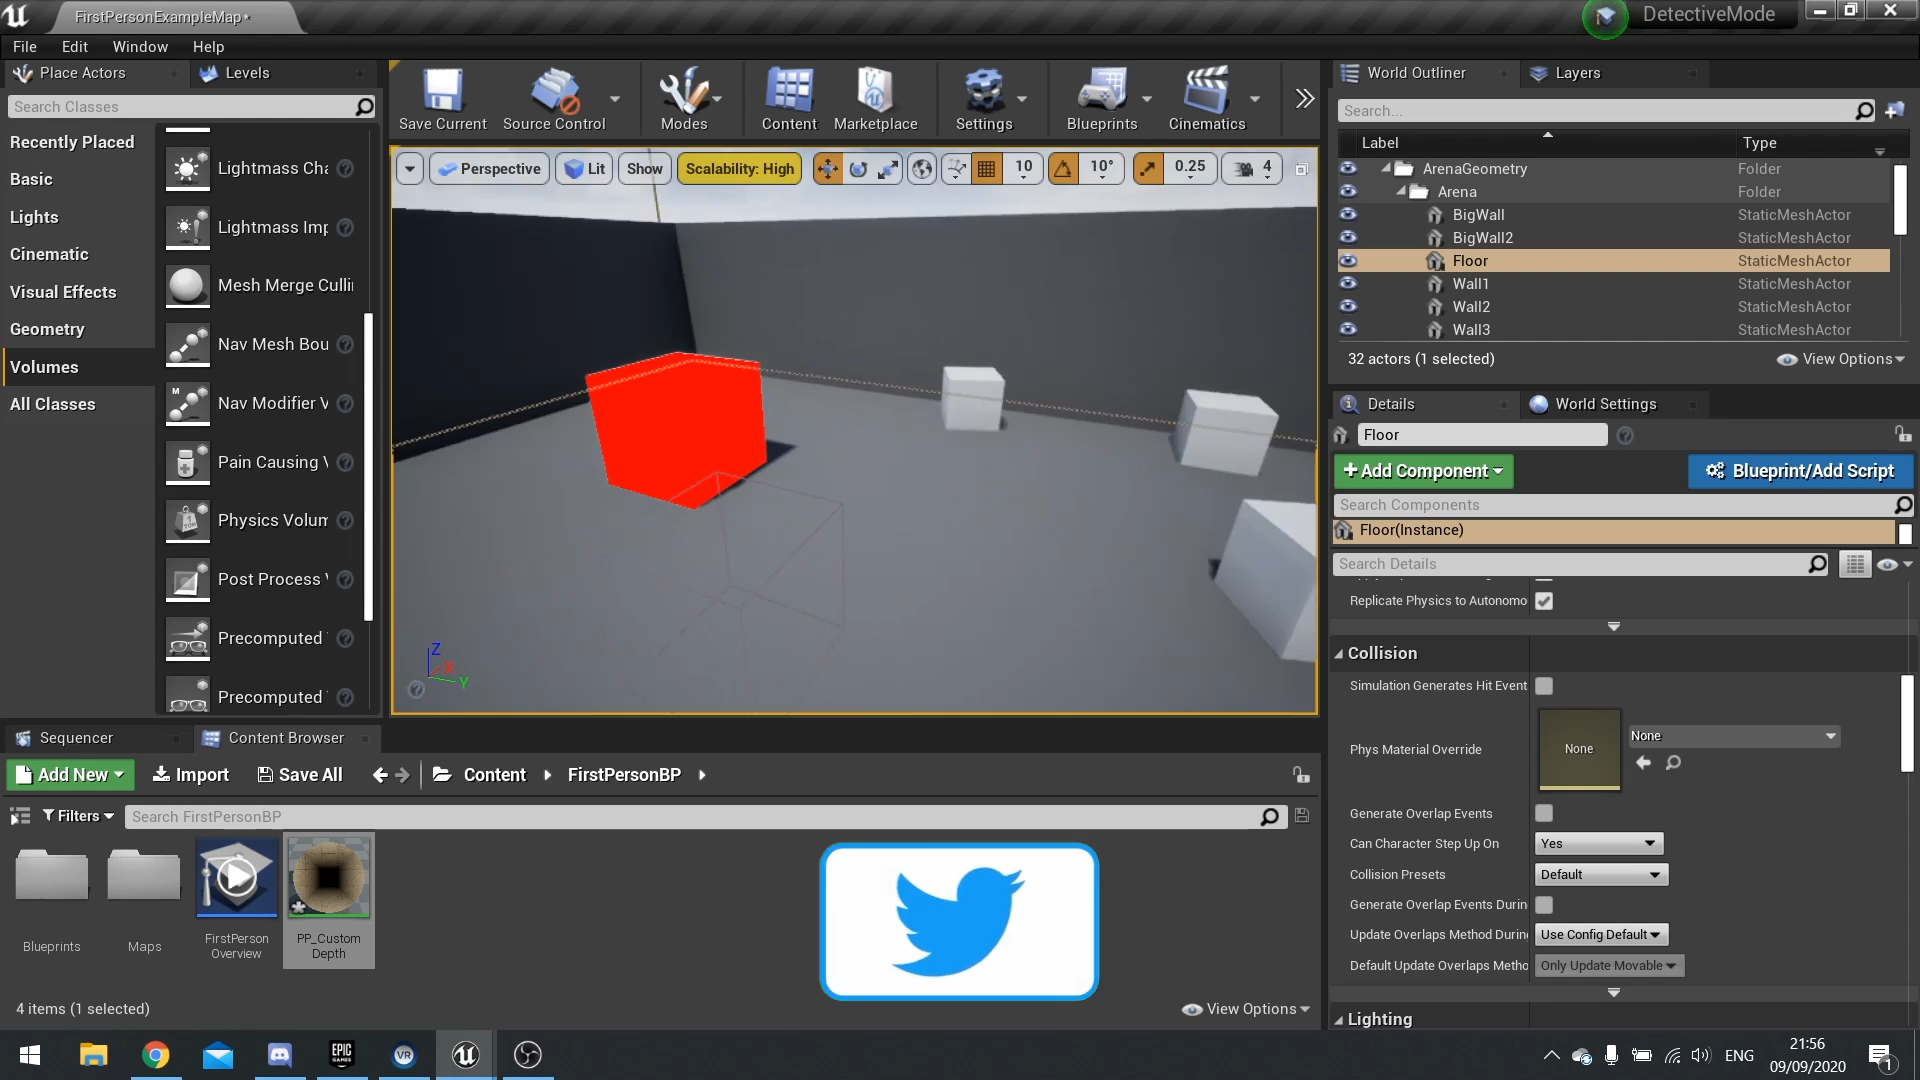 FirstPersonExampleMap*
DetectiveMode
File Edit Window Help
Place Actors
Levels
Search Classes
Recently Placed
Basic
Lights
Cinematic
Visual Effects
Geometry
Volumes
All Classes
Lightmass Cha
Lightmass Imp
Mesh Merge Culli
Nav Mesh Bou
M
Nav Modifier V
Pain Causing V
Physics Volum
Post Process V
Precomputed
Precomputed
Save Current
Source Control
Modes
Content
Marketplace
Settings
Blueprints
Cinematics
Perspective
Lit
Show
Scalability: High
10
10°
0.25
4
Z
X
Y
World Outliner
Layers
Search...
Label
Type
ArenaGeometry Folder
Arena Folder
BigWall StaticMeshActor
BigWall2 StaticMeshActor
Floor StaticMeshActor
Wall1 StaticMeshActor
Wall2 StaticMeshActor
Wall3 StaticMeshActor
32 actors (1 selected)
View Options
Details
World Settings
Floor
+Add Component
Blueprint/Add Script
Search Components
Floor(Instance)
Search Details
Replicate Physics to Autonomo
Collision
Simulation Generates Hit Event
Phys Material Override
None
None
Generate Overlap Events
Can Character Step Up On
Yes
Collision Presets
Default
Generate Overlap Events Durin
Update Overlaps Method During
Use Config Default
Default Update Overlaps Metho
Only Update Movable
Lighting
Sequencer
Content Browser
Add New
Import
Save All
Content
FirstPersonBP
Filters
Search FirstPersonBP
Blueprints
Maps
FirstPerson
Overview
PP_Custom
Depth
4 items (1 selected)
View Options
EPIC
GAMES
VR
ENG
21:56
09/09/2020
1